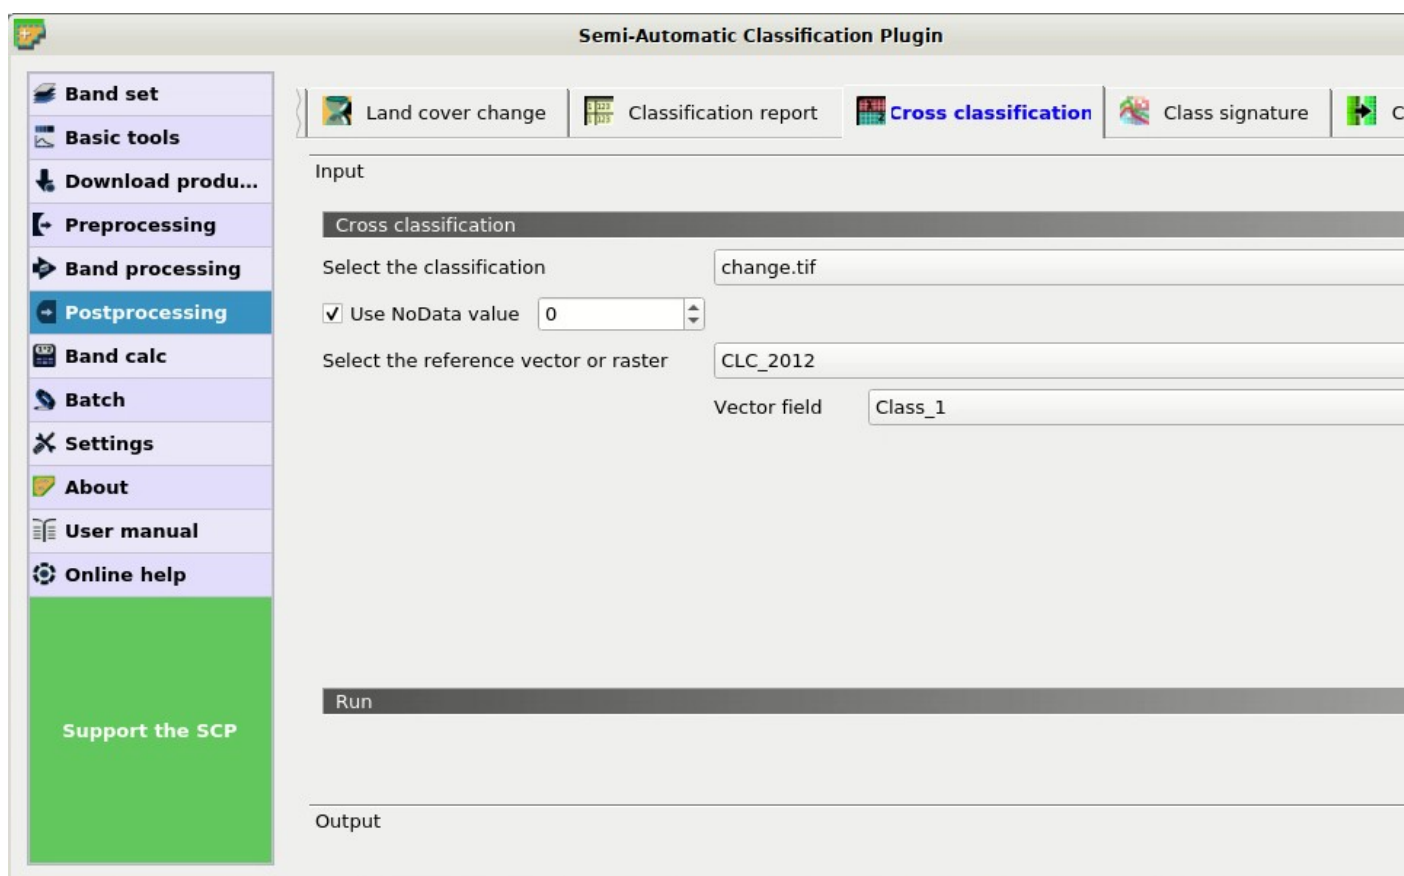 Semi-Automatic Classification Plugin
Band set
Basic tools
Download produ...
Preprocessing
Band processing
Postprocessing
Band calc
Batch
Settings
About
User manual
Online help
Support the SCP
Land cover change
Classification report
Cross classification
Class signature
C
Input
Cross classification
Select the classification
change.tif
Use NoData value
0
Select the reference vector or raster
CLC_2012
Vector field
Class_1
Run
Output